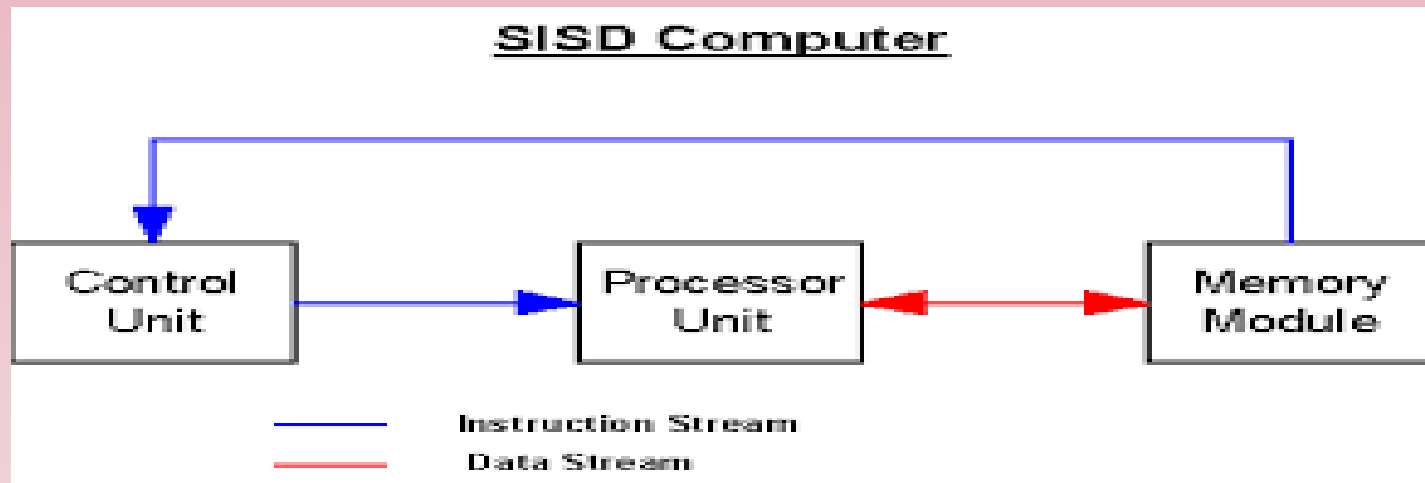 SISD Computer
Control
Unit
Processor
Unit
Memory
Module
Instruction Stream
Data Stream